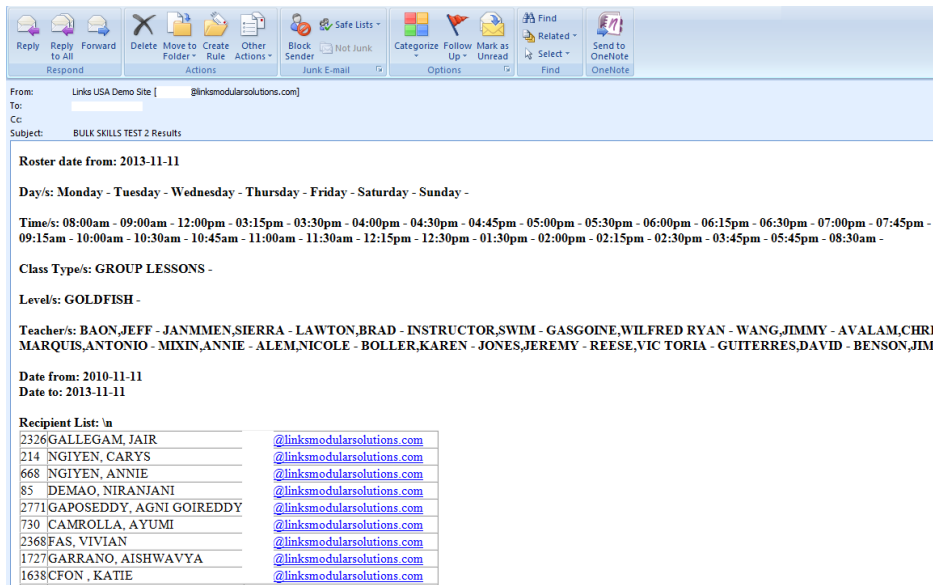 Reply
Reply to All
Forward
Respond
Delete
Move to Folder
Create Rule
Other Actions
Actions
Block Sender
Safe Lists
Not Junk
Junk E-mail
Categorize
Follow Up
Mark as Unread
Options
Find
Related
Select
Find
Send to OneNote
OneNote
From: Links USA Demo Site [ @linksmodularsolutions.com]
To:
Cc:
Subject: BULK SKILLS TEST 2 Results
Roster date from: 2013-11-11
Day/s: Monday - Tuesday - Wednesday - Thursday - Friday - Saturday - Sunday -
Time/s: 08:00am - 09:00am - 12:00pm - 03:15pm - 03:30pm - 04:00pm - 04:30pm - 04:45pm - 05:00pm - 05:30pm - 06:00pm - 06:15pm - 06:30pm - 07:00pm - 07:45pm -
09:15am - 10:00am - 10:30am - 10:45am - 11:00am - 11:30am - 12:15pm - 12:30pm - 01:30pm - 02:00pm - 02:15pm - 02:30pm - 03:45pm - 05:45pm - 08:30am -
Class Type/s: GROUP LESSONS -
Level/s: GOLDFISH -
Teacher/s: BAON,JEFF - JANMMEN,SIERRA - LAWTON,BRAD - INSTRUCTOR,SWIM - GASGOINE,WILFRED RYAN - WANG,JIMMY - AVALAM,CHRI
MARQUIS,ANTONIO - MIXIN,ANNIE - ALEM,NICOLE - BOLLER,KAREN - JONES,JEREMY - REESE,VIC TORIA - GUITERRES,DAVID - BENSON,JIM
Date from: 2010-11-11
Date to: 2013-11-11
Recipient List: \n
2326 GALLEGAM, JAIR @linksmodularsolutions.com
214 NGIYEN, CARYS @linksmodularsolutions.com
668 NGIYEN, ANNIE @linksmodularsolutions.com
85 DEMAO, NIRANJANI @linksmodularsolutions.com
2771 GAPOSEDDY, AGNI GOIREDDY @linksmodularsolutions.com
730 CAMROLLA, AYUMI @linksmodularsolutions.com
2368 FAS, VIVIAN @linksmodularsolutions.com
1727 GARRANO, AISHWAVYA @linksmodularsolutions.com
1638 CFON , KATIE @linksmodularsolutions.com